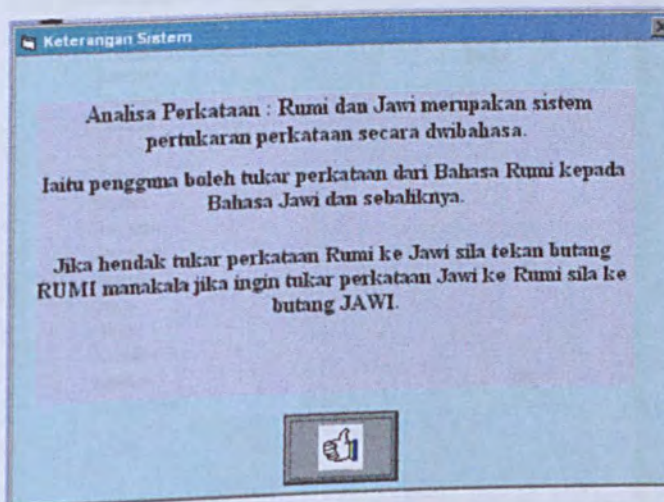 Keterangan Sistem
Analisa Perkataan : Rumi dan Jawi merupakan sistem
pertukaran perkataan secara dwibahasa.
Iaitu pengguna boleh tukar perkataan dari Bahasa Rumi kepada
Bahasa Jawi dan sebaliknya.
Jika hendak tukar perkataan Rumi ke Jawi sila tekan butang
RUMI manakala jika ingin tukar perkataan Jawi ke Rumi sila ke
butang JAWI.